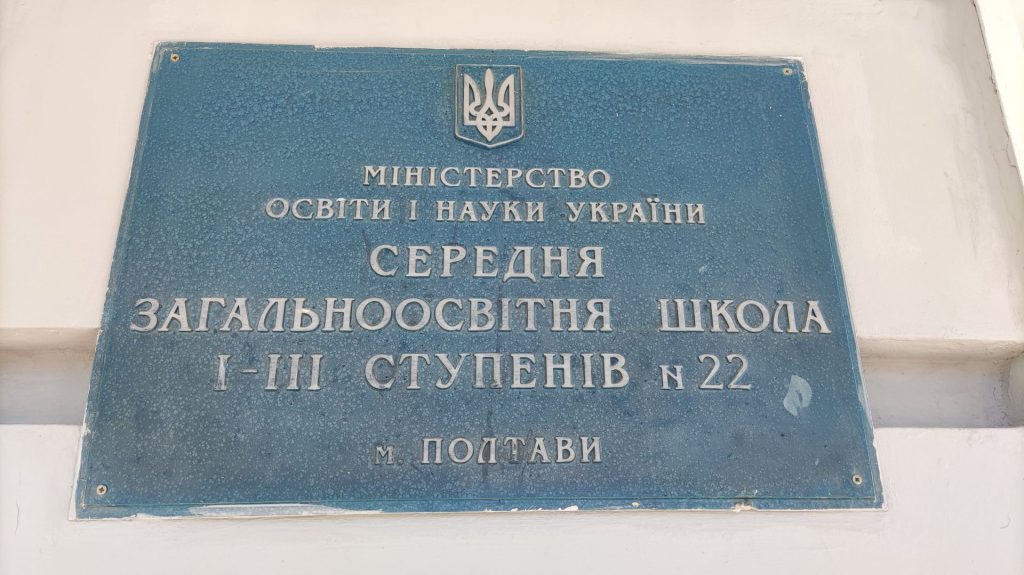 МІНІСТЕРСТВО
ОСВІТИ І НАУКИ УКРАЇНИ
СЕРЕДНЯ
ЗАГАЛЬНООСВІТНЯ ШКОЛА
І-ІІІ СТУПЕНІВ N 22
м. ПОЛТАВИ